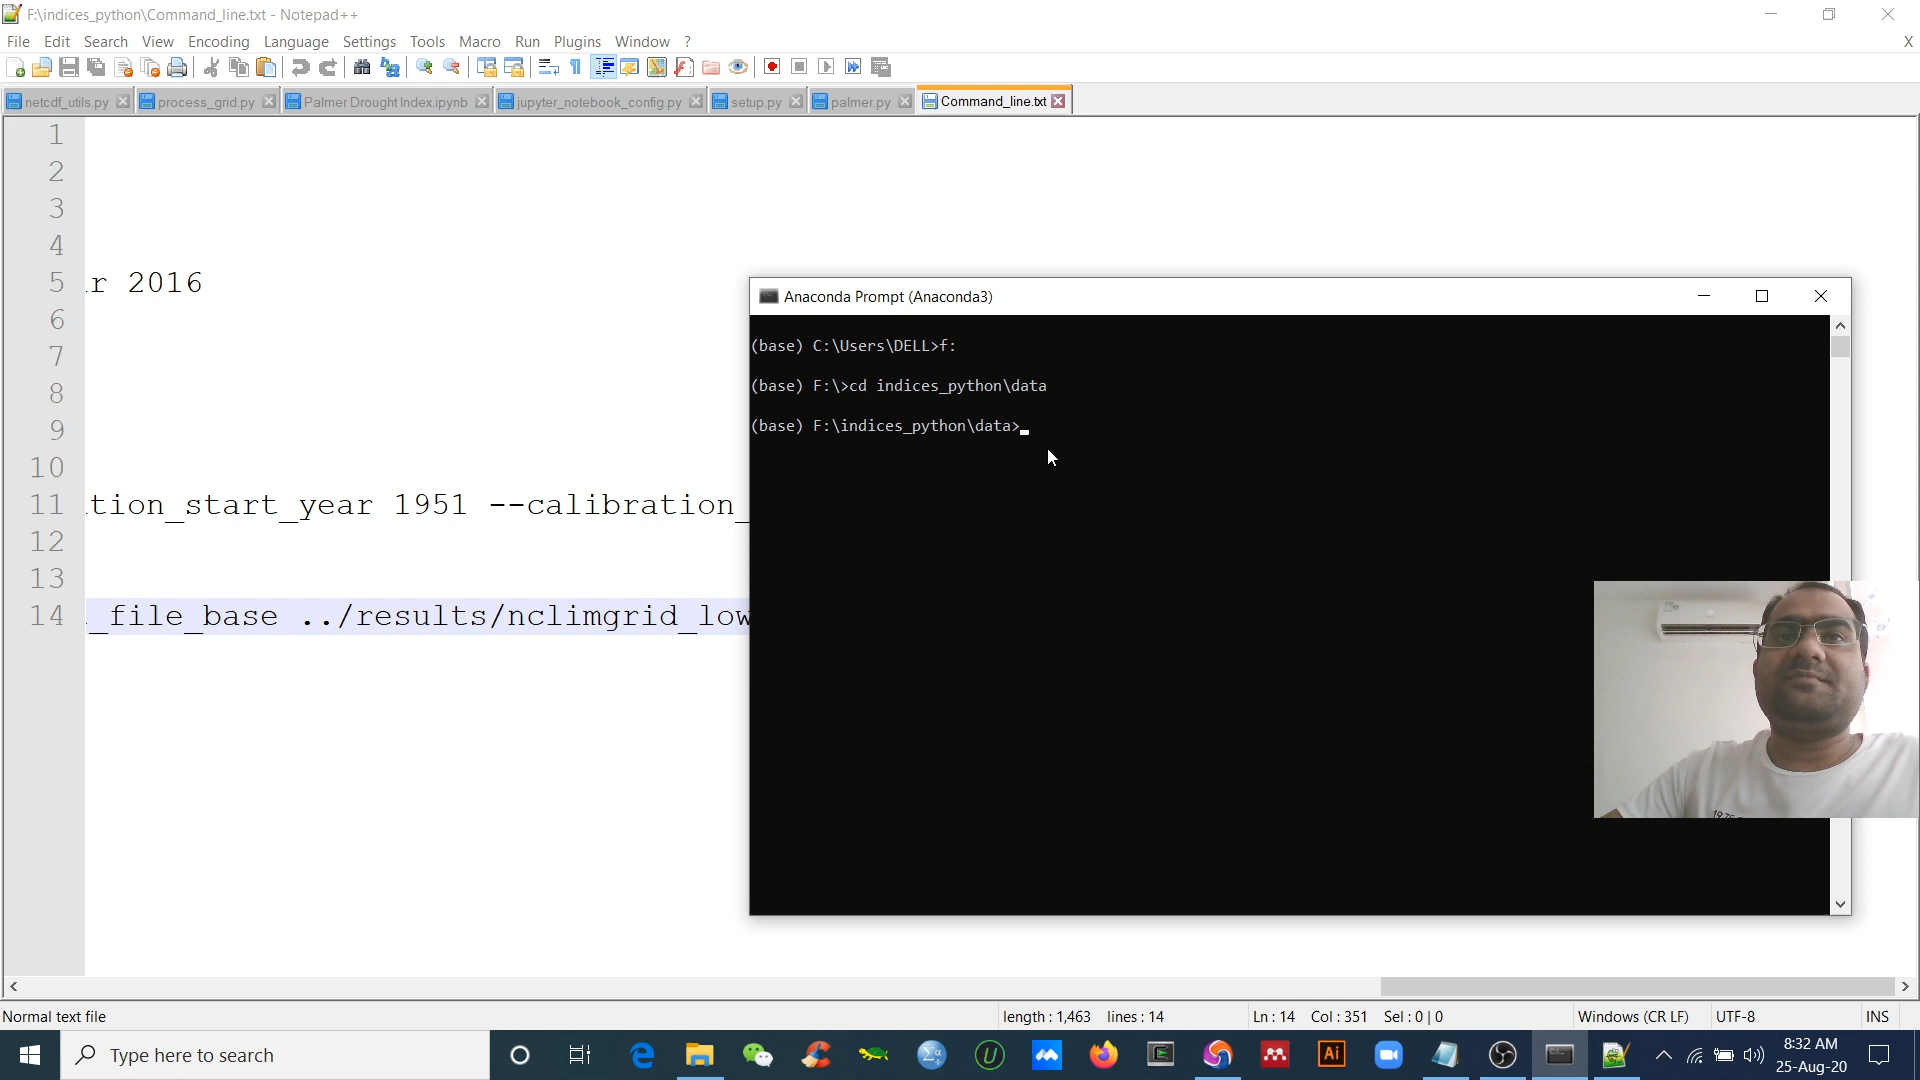 F:\indices_python\Command_line.txt - Notepad++
File Edit Search View Encoding Language Settings Tools Macro Run Plugins Window ? X
netcdf_utils.py process_grid.py Palmer Drought Index.ipynb jupyter_notebook_config.py setup.py palmer.py Command_line.txt
1
2
3
4
5 r 2016
6
7
8
9
10
11 tion_start_year 1951 --calibration_
12
13
14 _file_base ../results/nclimgrid_low
Anaconda Prompt (Anaconda3)
(base) C:\Users\DELL>f:
(base) F:\>cd indices_python\data
(base) F:\indices_python\data>
Normal text file length : 1,463 lines : 14 Ln : 14 Col : 351 Sel : 0 | 0 Windows (CR LF) UTF-8 INS
Type here to search
Ai
8:32 AM
25-Aug-20